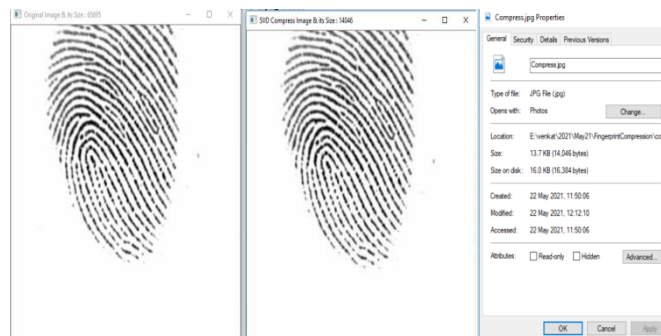 Original Image & its Size : 65695
SVD Compress Image & its Size : 14046
Compress.jpg Properties
General Security Details Previous Versions
Compress.jpg
Type of file: JPG File (.jpg)
Opens with: Photos Change...
Location: E:\venkat\2021\May21\FingerprintCompression\co
Size: 13.7 KB (14,046 bytes)
Size on disk: 16.0 KB (16,384 bytes)
Created: 22 May 2021, 11:50:06
Modified: 22 May 2021, 12:12:10
Accessed: 22 May 2021, 11:50:06
Attributes: Read-only Hidden Advanced...
OK Cancel Apply